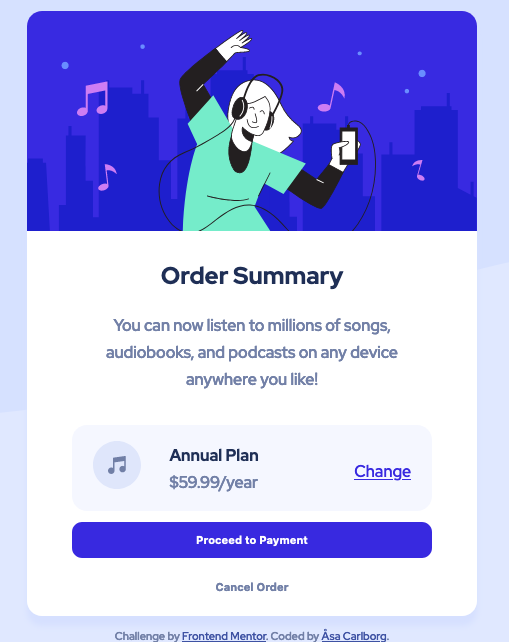 Order Summary
You can now listen to millions of songs,
audiobooks, and podcasts on any device
anywhere you like!
Annual Plan
$59.99/year
Change
Proceed to Payment
Cancel Order
Challenge by Frontend Mentor. Coded by Åsa Carlborg.